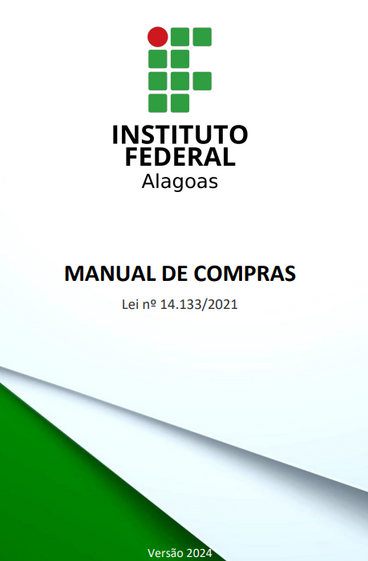 INSTITUTO
FEDERAL
Alagoas
MANUAL DE COMPRAS
Lei nº 14.133/2021
Versão 2024